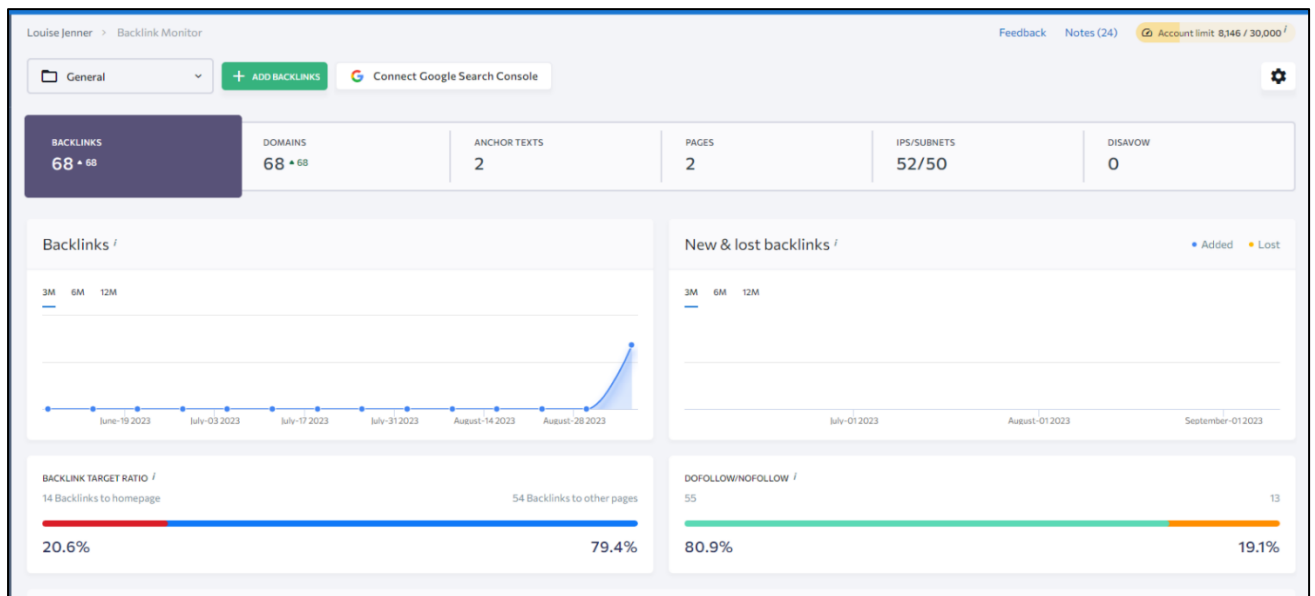 Louise Jenner > Backlink Monitor
Feedback Notes (24) Account limit 8,146 / 30,000 i
General + ADD BACKLINKS G Connect Google Search Console
BACKLINKS DOMAINS ANCHOR TEXTS PAGES IPS/SUBNETS DISAVOW
68 ▲ 68 68 ▲ 68 2 2 52/50 0
Backlinks i
3M 6M 12M
June-19 2023 July-03 2023 July-17 2023 July-31 2023 August-14 2023 August-28 2023
New & lost backlinks i
Added Lost
3M 6M 12M
July-01 2023 August-01 2023 September-01 2023
BACKLINK TARGET RATIO i
14 Backlinks to homepage 54 Backlinks to other pages
20.6% 79.4%
DOFOLLOW/NOFOLLOW i
55 13
80.9% 19.1%